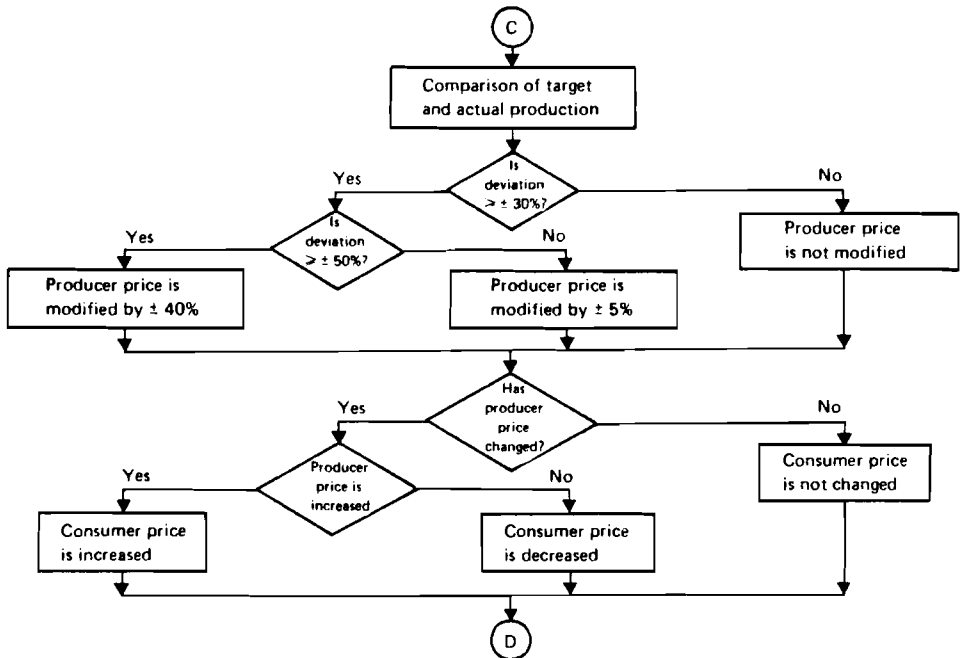 C
Comparison of target
and actual production
Is
deviation
⩾ ± 30%?
Yes
No
Is
deviation
⩾ ± 50%?
Yes
No
Producer price
is not modified
Producer price is
modified by ± 40%
Producer price is
modified by ± 5%
Has
producer
price
changed?
Yes
No
Producer
price is
increased
Yes
No
Consumer price
is not changed
Consumer price
is increased
Consumer price
is decreased
D